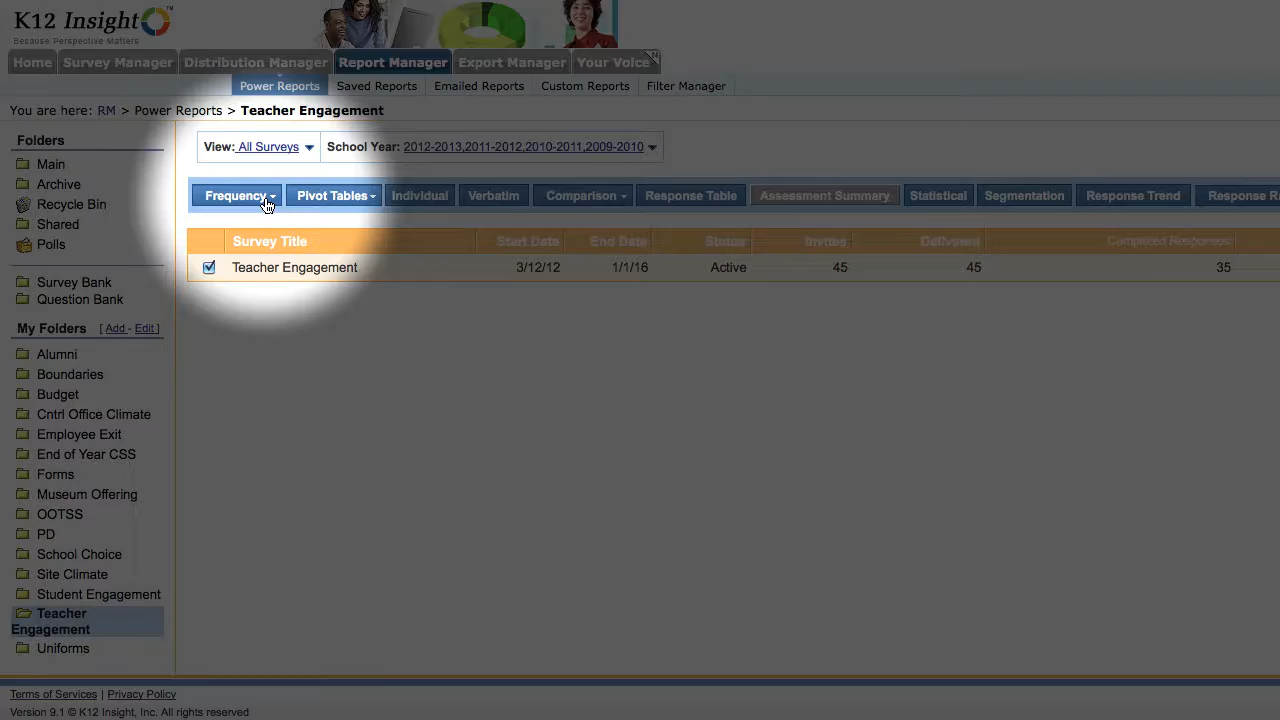 K12 Insight™
Because Perspective Matters
Home Survey Manager Distribution Manager Report Manager Export Manager Your Voice
Power Reports Saved Reports Emailed Reports Custom Reports Filter Manager
You are here: RM > Power Reports > Teacher Engagement
Folders
Main
Archive
Recycle Bin
Shared
Polls
Survey Bank
Question Bank
My Folders [ Add - Edit ]
Alumni
Boundaries
Budget
Cntrl Office Climate
Employee Exit
End of Year CSS
Forms
Museum Offering
OOTSS
PD
School Choice
Site Climate
Student Engagement
Teacher
Engagement
Uniforms
View: All Surveys School Year: 2012-2013,2011-2012,2010-2011,2009-2010
Frequency Pivot Tables Individual Verbatim Comparison Response Table Assessment Summary Statistical Segmentation Response Trend Response R
Survey Title Start Date End Date Status Invites Delivered Completed Responses
Teacher Engagement 3/12/12 1/1/16 Active 45 45 35
Terms of Services | Privacy Policy
Version 9.1 © K12 Insight, Inc. All rights reserved